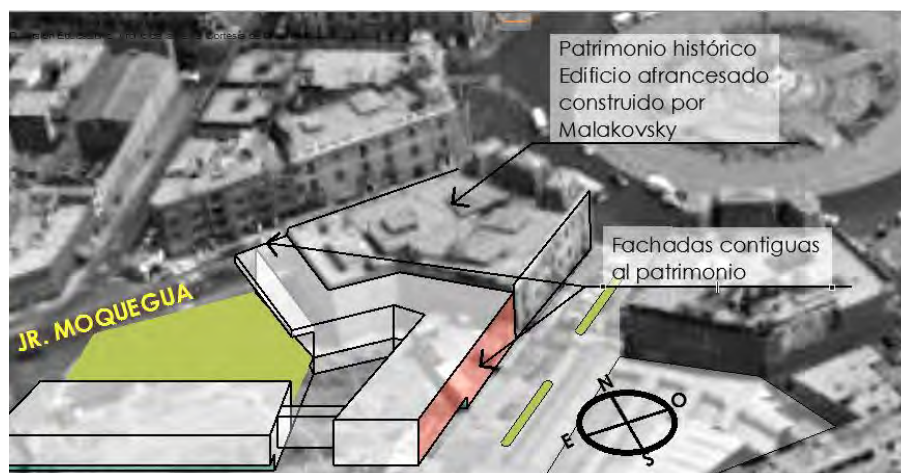 Patrimonio histórico
Edificio afrancesado
construido por
Malakovsky
Fachadas contiguas
al patrimonio
JR. MOQUEGUA
N
O
E
S